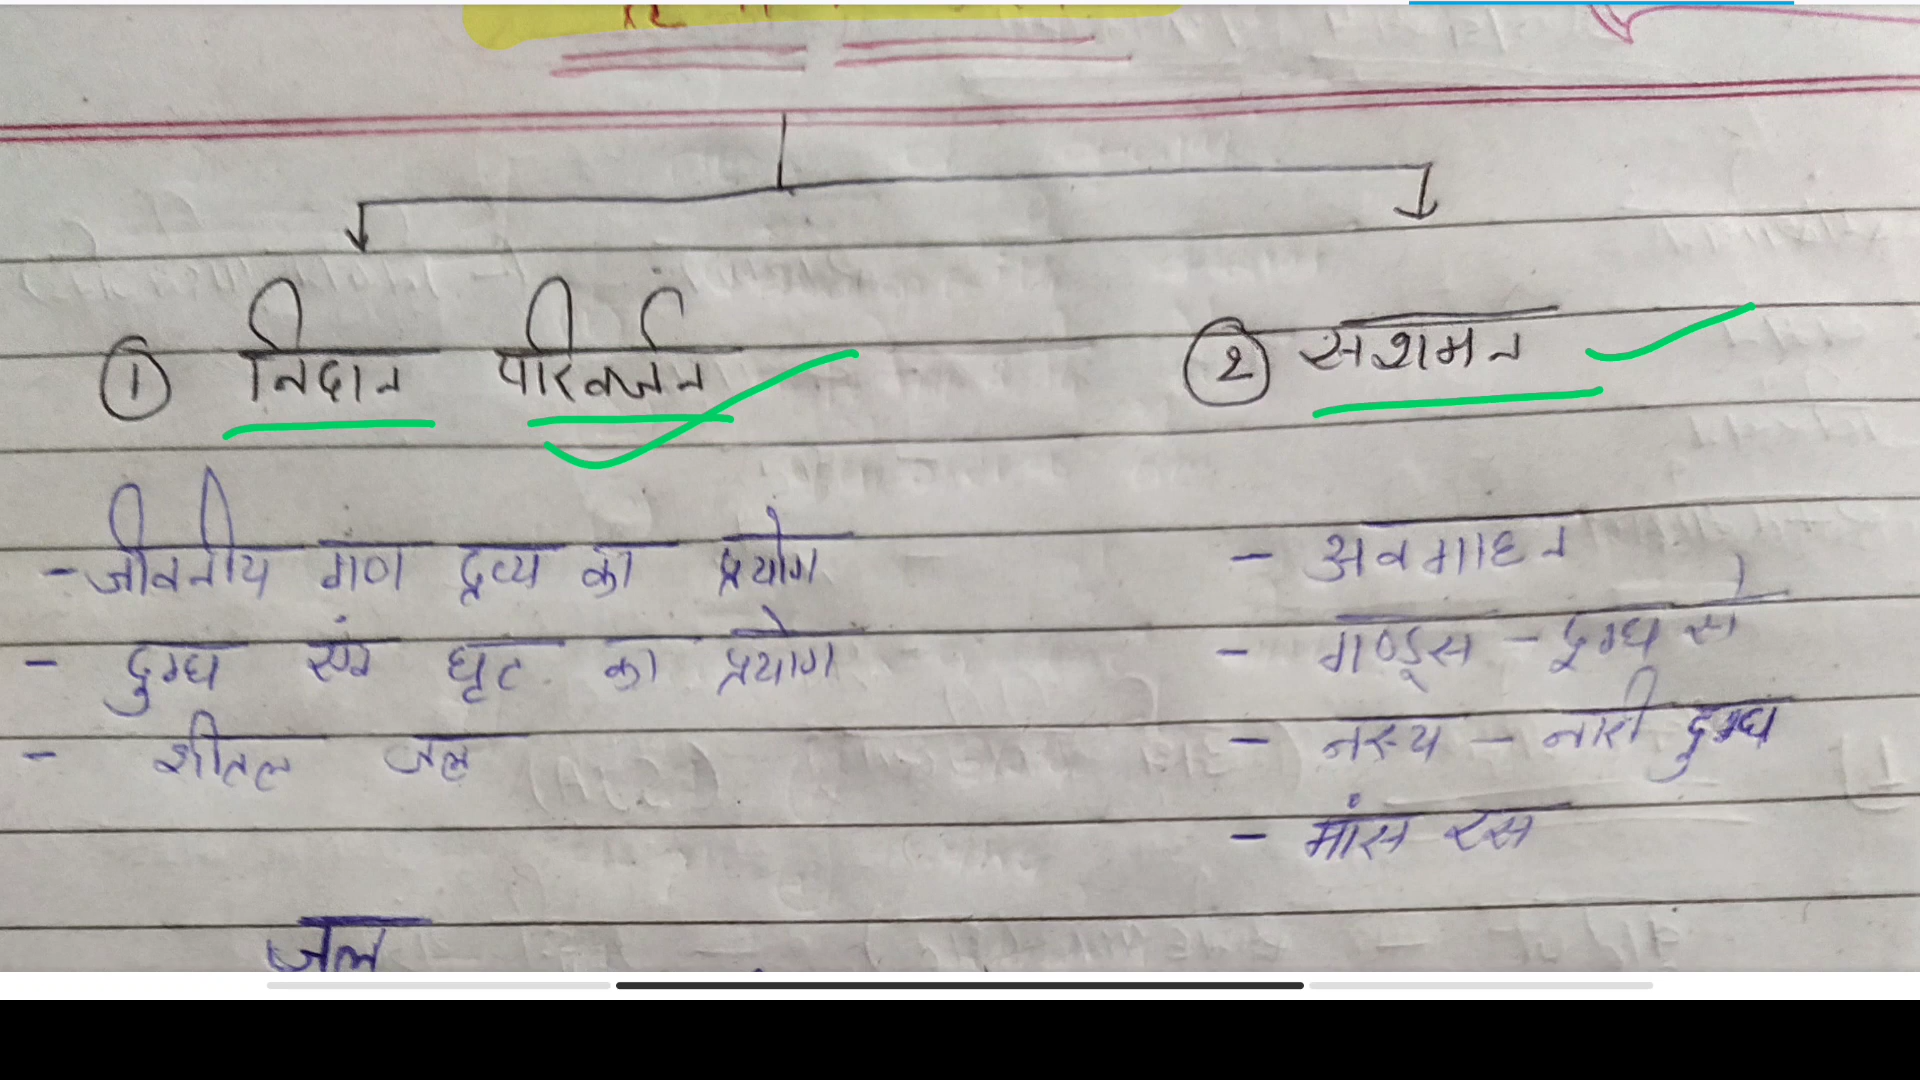 ① निदान परिवर्जन
② संशमन
- जीवनीय गण द्रव्य का प्रयोग
- दुग्ध एंव घृट का प्रयोग
- शीतल जल
- अवगाहन
- गण्डूस - दूग्ध से
- नस्य - नारी दुग्ध
- मांस रस
जल